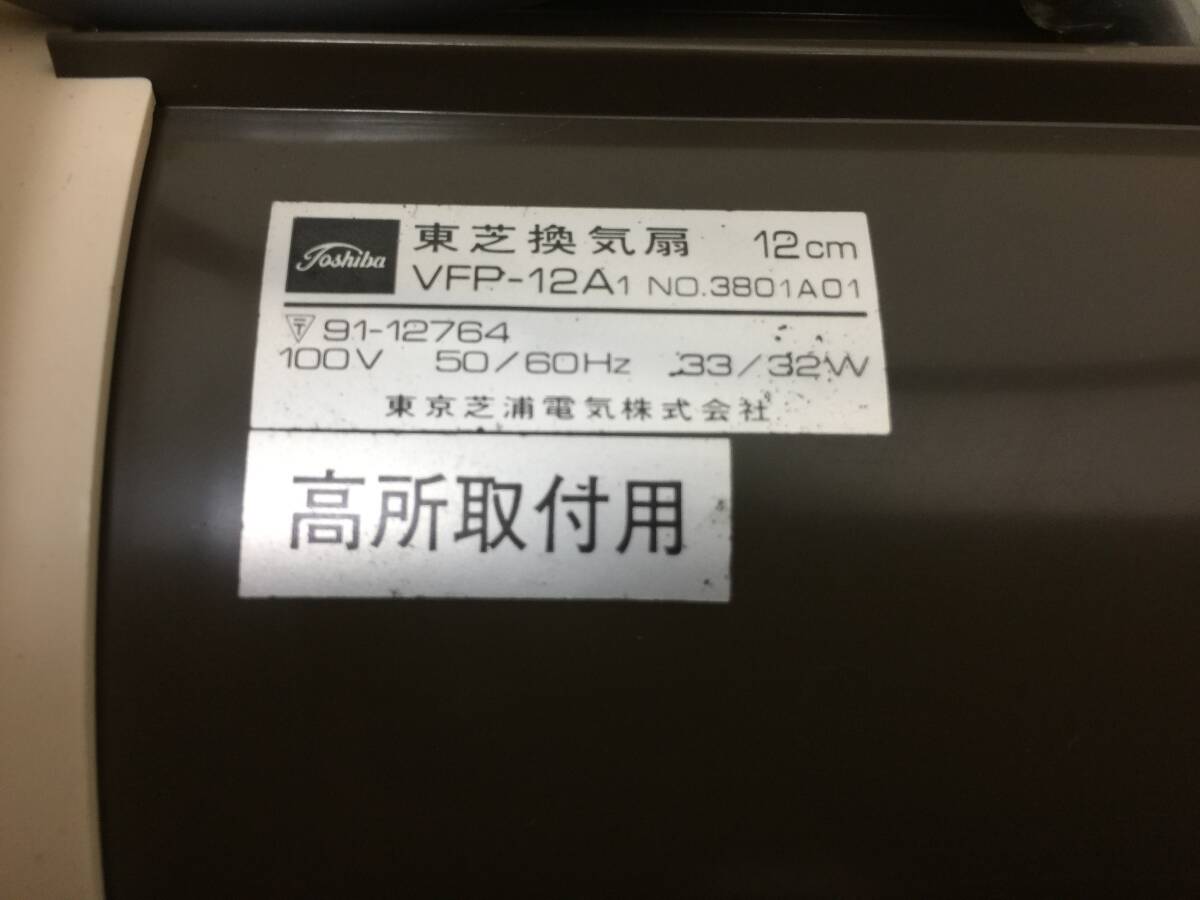 Toshiba
東芝換気扇 12cm
VFP-12A1 NO.3801A01
〒 91-12764
100V 50/60Hz 33/32W
東京芝浦電気株式会社
高所取付用